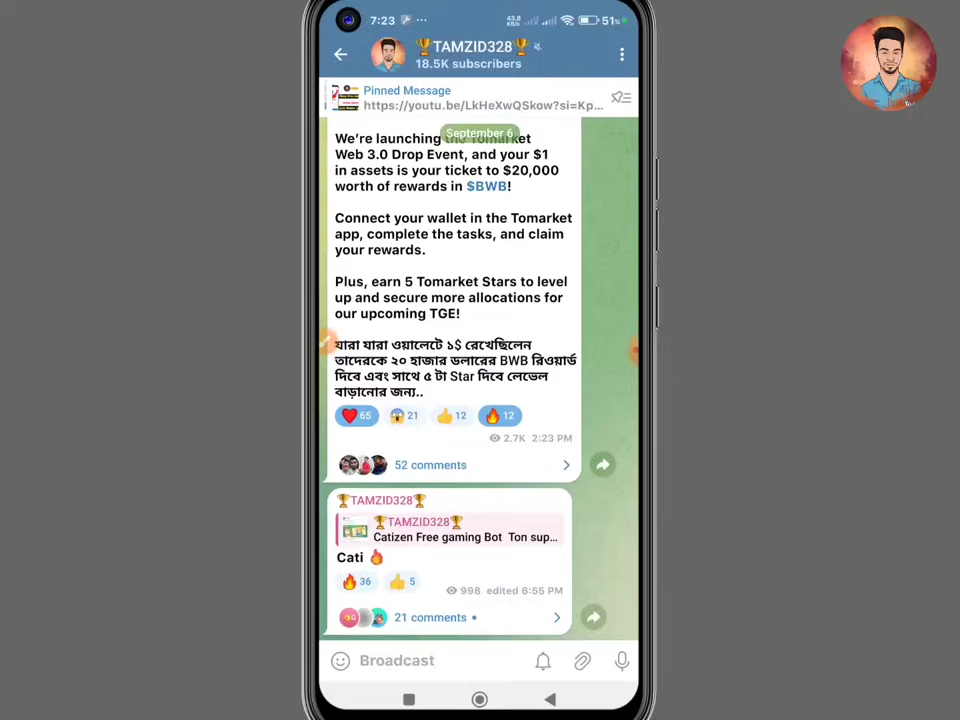 7:23 ... 43.8 KB/s 51%
🏆TAMZID328🏆
18.5K subscribers
Pinned Message
https://youtu.be/LkHeXwQSkow?si=Kp...
September 6
We're launching the Tomarket
Web 3.0 Drop Event, and your $1
in assets is your ticket to $20,000
worth of rewards in $BWB!
Connect your wallet in the Tomarket
app, complete the tasks, and claim
your rewards.
Plus, earn 5 Tomarket Stars to level
up and secure more allocations for
our upcoming TGE!
যারা যারা ওয়ালেটে ১$ রেখেছিলেন
তাদেরকে ২০ হাজার ডলারের BWB রিওয়ার্ড
দিবে এবং সাথে ৫ টা Star দিবে লেভেল
বাড়ানোর জন্য..
❤️ 65 😱 21 👍 12 🔥 12
2.7K 2:23 PM
52 comments
🏆TAMZID328🏆
🏆TAMZID328🏆
Catizen Free gaming Bot Ton sup...
Cati 🔥
🔥 36 👍 5
998 edited 6:55 PM
21 comments
Broadcast